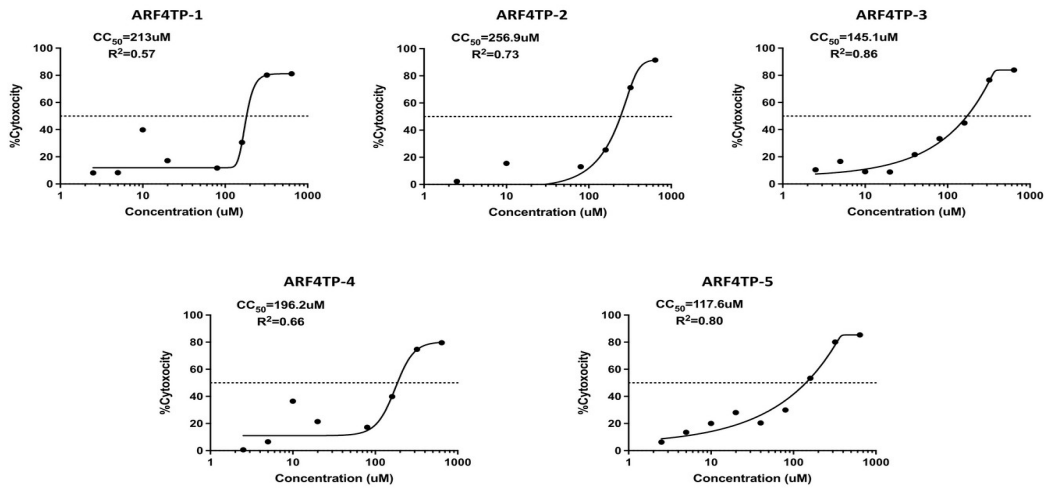 ARF4TP-1
CC50=213uM
R2=0.57
%Cytoxocity
100
80
60
40
20
0
1
10
100
1000
Concentration (uM)
ARF4TP-2
CC50=256.9uM
R2=0.73
%Cytoxocity
100
80
60
40
20
0
1
10
100
1000
Concentration (uM)
ARF4TP-3
CC50=145.1uM
R2=0.86
%Cytoxocity
100
80
60
40
20
0
1
10
100
1000
Concentration (uM)
ARF4TP-4
CC50=196.2uM
R2=0.66
%Cytoxocity
100
80
60
40
20
0
1
10
100
1000
Concentration (uM)
ARF4TP-5
CC50=117.6uM
R2=0.80
%Cytoxocity
100
80
60
40
20
0
1
10
100
1000
Concentration (uM)